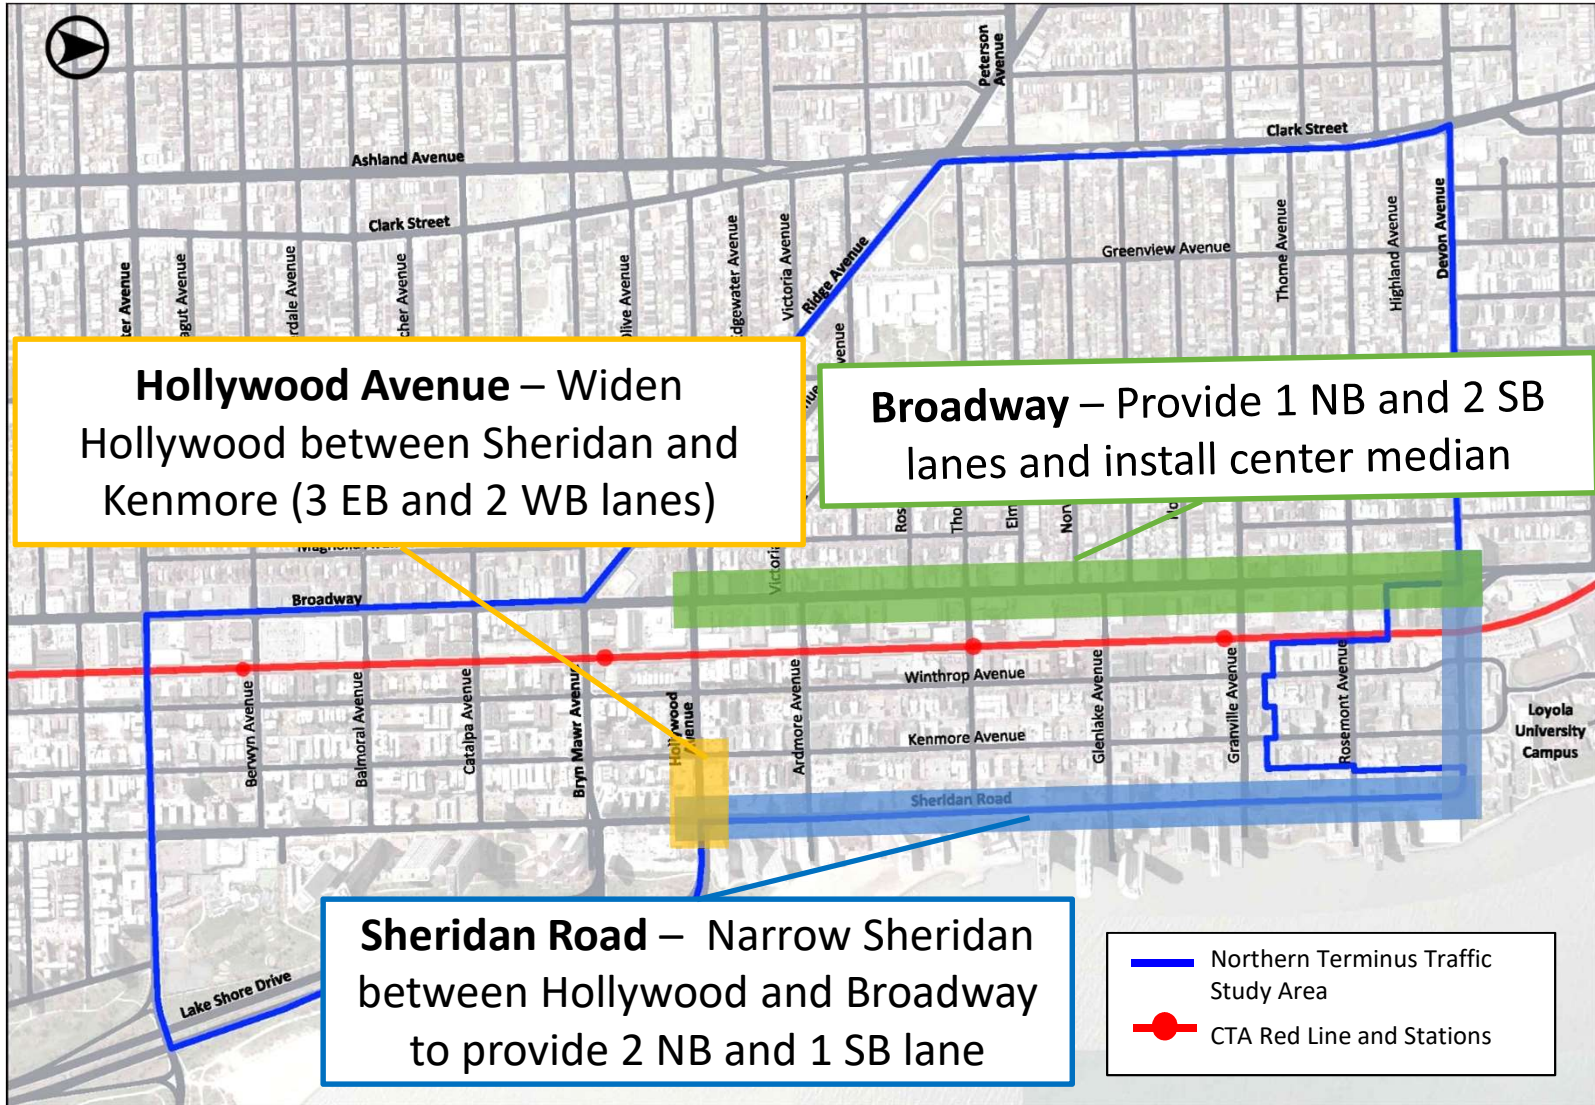 Peterson
Avenue
Clark Street
Ashland Avenue
Clark Street
Greenview Avenue
Ridge Avenue
Victoria Avenue
Thome Avenue
Highland Avenue
Devon Avenue
Hollywood Avenue – Widen
Hollywood between Sheridan and
Kenmore (3 EB and 2 WB lanes)
Broadway – Provide 1 NB and 2 SB
lanes and install center median
Broadway
Winthrop Avenue
Kenmore Avenue
Sheridan Road
Berwyn Avenue
Balmoral Avenue
Catalpa Avenue
Bryn Mawr Avenue
Hollywood
Avenue
Ardmore Avenue
Glenlake Avenue
Granville Avenue
Rosemont Avenue
Loyola
University
Campus
Lake Shore Drive
Sheridan Road – Narrow Sheridan
between Hollywood and Broadway
to provide 2 NB and 1 SB lane
Northern Terminus Traffic
Study Area
CTA Red Line and Stations